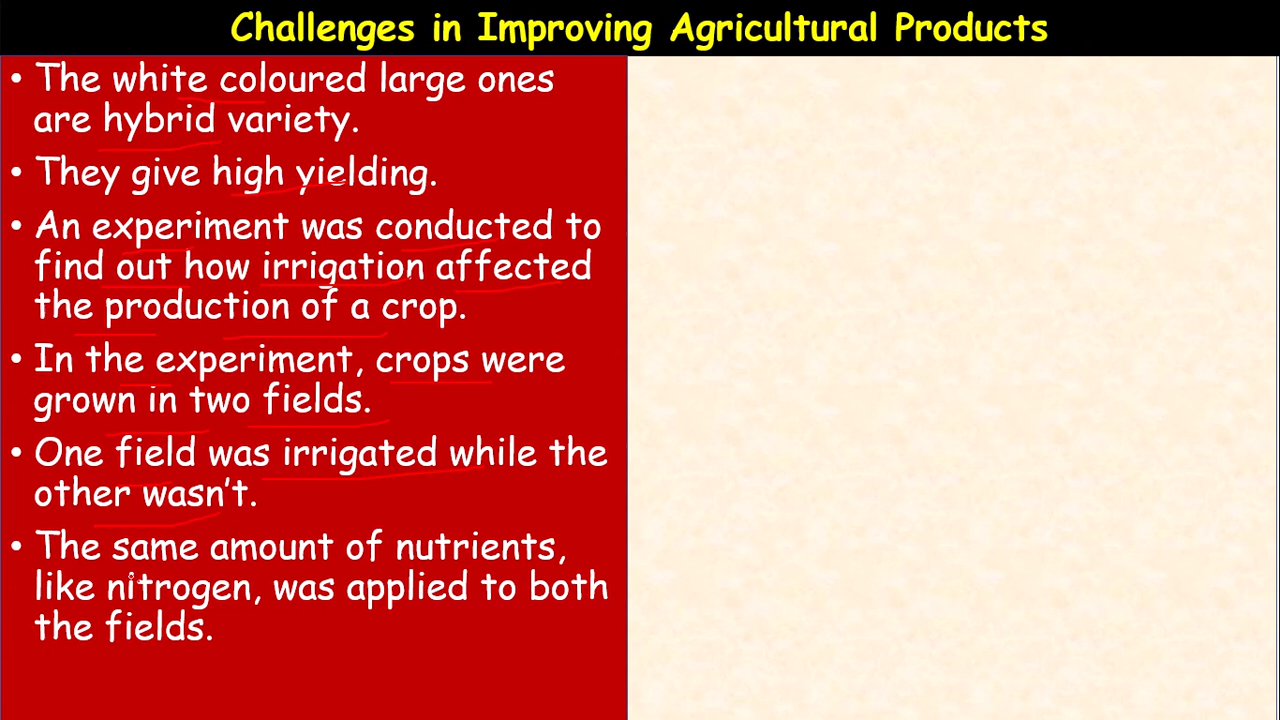 Challenges in Improving Agricultural Products
• The white coloured large ones
are hybrid variety.
• They give high yielding.
• An experiment was conducted to
find out how irrigation affected
the production of a crop.
• In the experiment, crops were
grown in two fields.
• One field was irrigated while the
other wasn't.
• The same amount of nutrients,
like nitrogen, was applied to both
the fields.